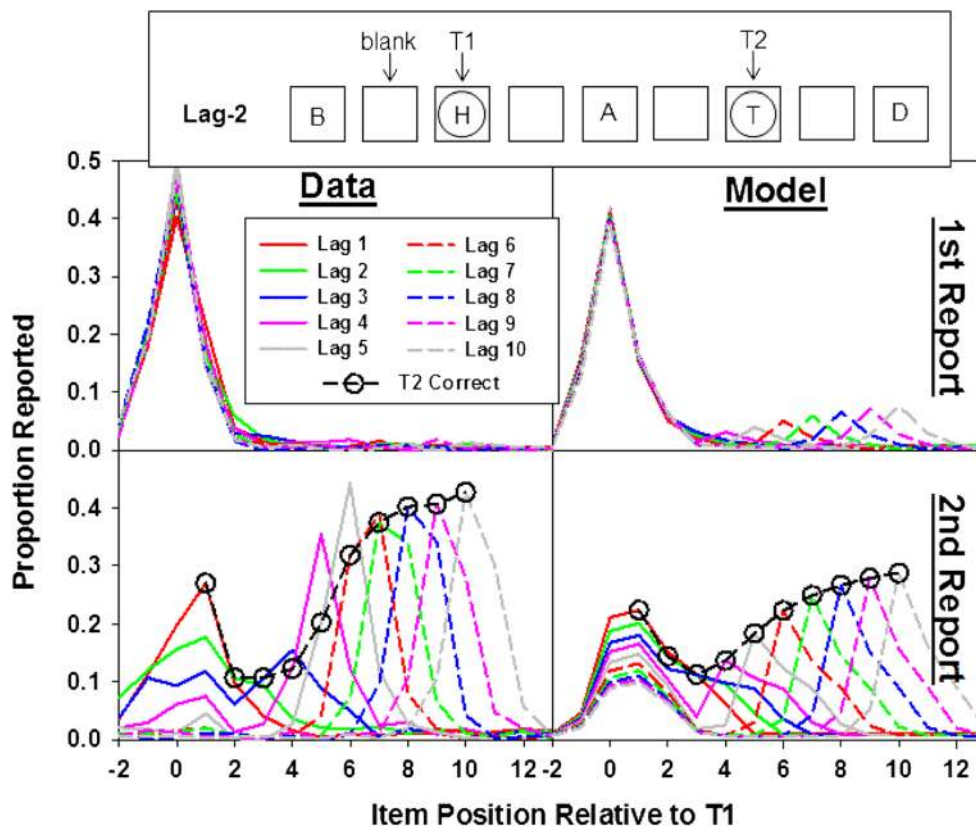 blank T1 T2
Lag-2 B H A T D
Data Model
0.5
0.4
0.3
0.2
0.1
0.0
Lag 1 Lag 6
Lag 2 Lag 7
Lag 3 Lag 8
Lag 4 Lag 9
Lag 5 Lag 10
T2 Correct
1st Report
Proportion Reported
0.4
0.3
0.2
0.1
0.0
2nd Report
-2 0 2 4 6 8 10 12 -2 0 2 4 6 8 10 12
Item Position Relative to T1